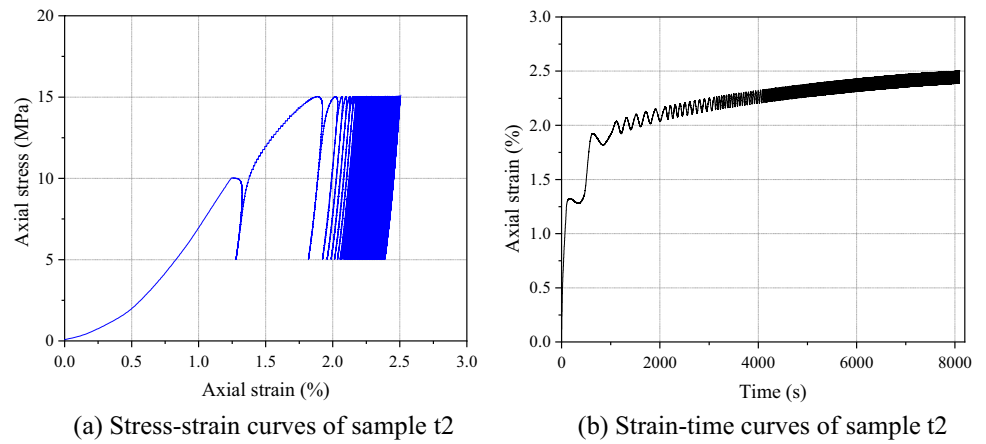 20
15
10
5
0
Axial stress (MPa)
0.0 0.5 1.0 1.5 2.0 2.5 3.0
Axial strain (%)
(a) Stress-strain curves of sample t2
3.0
2.5
2.0
1.5
1.0
0.5
0.0
Axial strain (%)
0 2000 4000 6000 8000
Time (s)
(b) Strain-time curves of sample t2